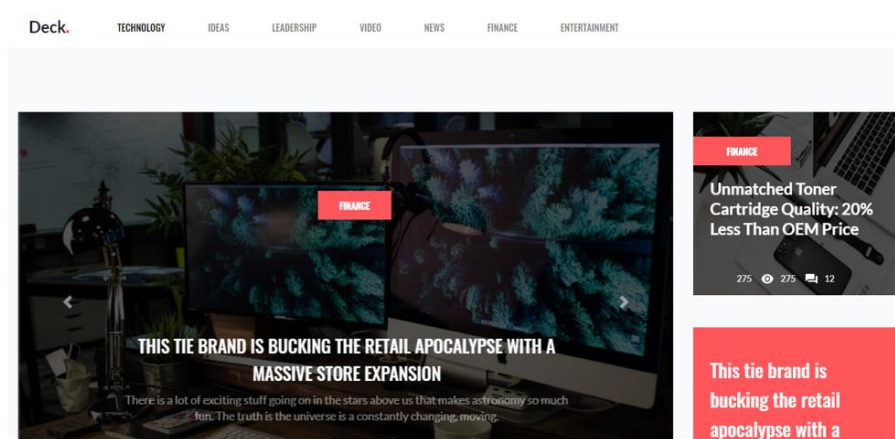 Deck.
TECHNOLOGY IDEAS LEADERSHIP VIDEO NEWS FINANCE ENTERTAINMENT
FINANCE
THIS TIE BRAND IS BUCKING THE RETAIL APOCALYPSE WITH A
MASSIVE STORE EXPANSION
There is a lot of exciting stuff going on in the stars above us that makes astronomy so much
fun. The truth is the universe is a constantly changing, moving.
FINANCE
Unmatched Toner
Cartridge Quality: 20%
Less Than OEM Price
275 275 12
This tie brand is
bucking the retail
apocalypse with a